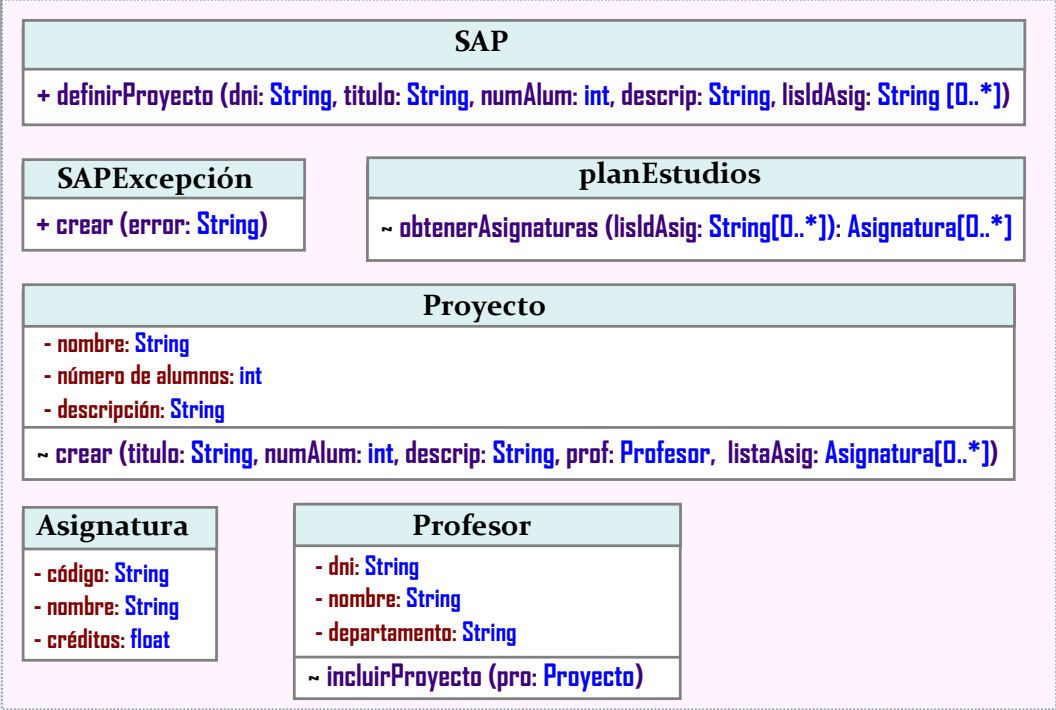 SAP
+ definirProyecto (dni: String, titulo: String, numAlum: int, descrip: String, lisIdAsig: String [0..*])
SAPExcepción
+ crear (error: String)
planEstudios
~ obtenerAsignaturas (lisIdAsig: String[0..*]): Asignatura[0..*]
Proyecto
- nombre: String
- número de alumnos: int
- descripción: String
~ crear (titulo: String, numAlum: int, descrip: String, prof: Profesor, listaAsig: Asignatura[0..*])
Asignatura
- código: String
- nombre: String
- créditos: float
Profesor
- dni: String
- nombre: String
- departamento: String
~ incluirProyecto (pro: Proyecto)